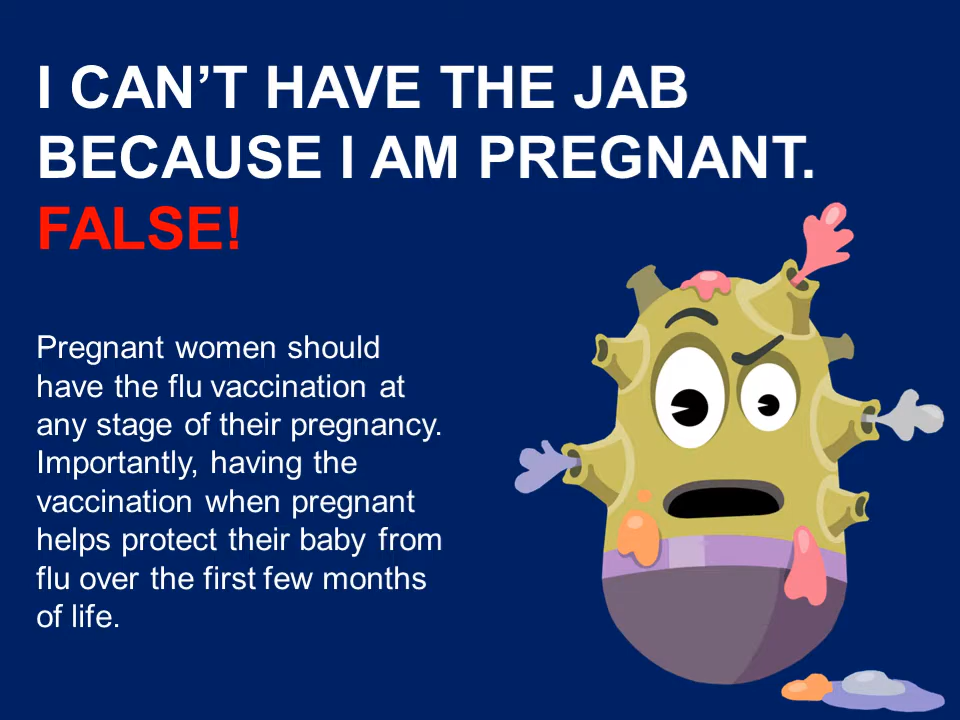 I CAN’T HAVE THE JAB
BECAUSE I AM PREGNANT.
FALSE!
Pregnant women should
have the flu vaccination at
any stage of their pregnancy.
Importantly, having the
vaccination when pregnant
helps protect their baby from
flu over the first few months
of life.